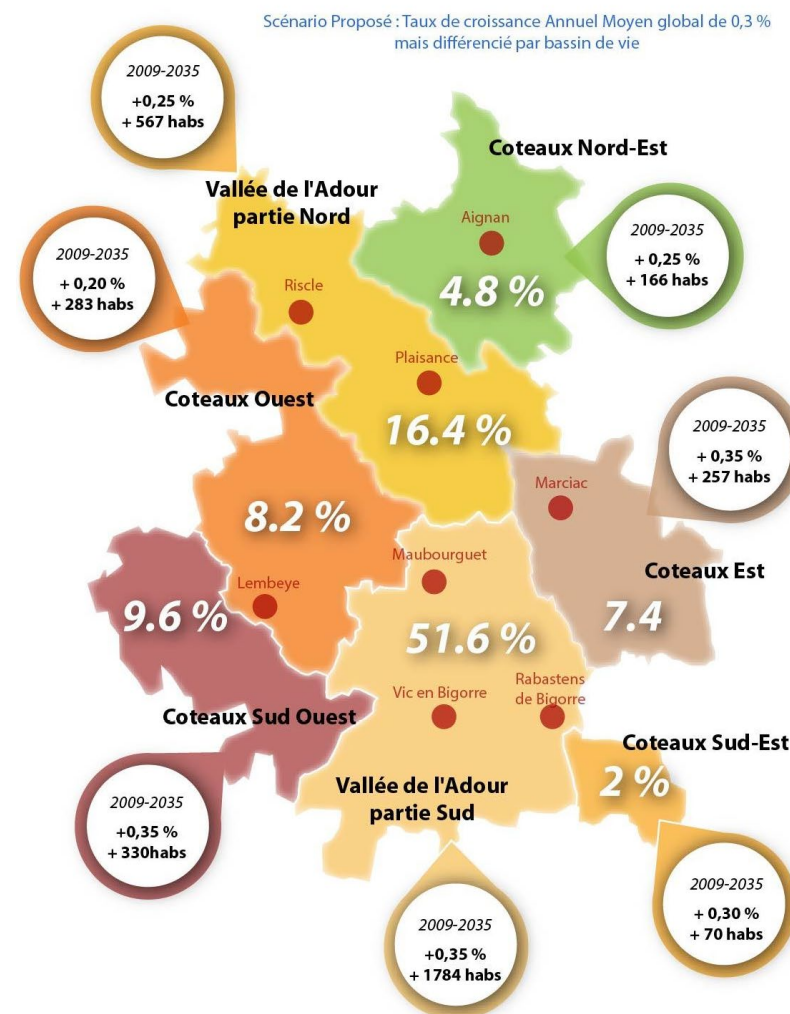 Scénario Proposé : Taux de croissance Annuel Moyen global de 0,3 %
mais différencié par bassin de vie
2009-2035
+0,25 %
+ 567 habs
Coteaux Nord-Est
Vallée de l'Adour
partie Nord
Aignan
2009-2035
+ 0,25 %
+ 166 habs
2009-2035
+ 0,20 %
+ 283 habs
4.8 %
Riscle
Plaisance
Coteaux Ouest
16.4 %
2009-2035
+ 0,35 %
+ 257 habs
Marciac
8.2 %
Maubourguet
Coteaux Est
Lembeye
9.6 %
51.6 %
7.4
Vic en Bigorre
Rabastens
de Bigorre
Coteaux Sud Ouest
Coteaux Sud-Est
2 %
Vallée de l'Adour
partie Sud
2009-2035
+0,35 %
+ 330habs
2009-2035
+ 0,30 %
+ 70 habs
2009-2035
+0,35 %
+ 1784 habs